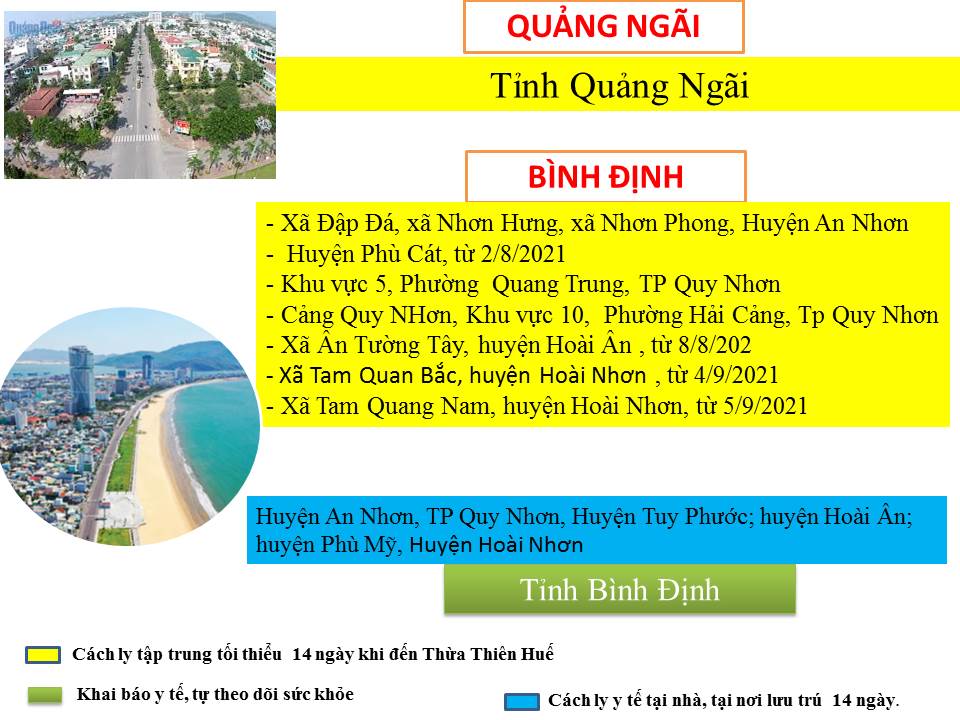 QUẢNG NGÃI
Tỉnh Quảng Ngãi
BÌNH ĐỊNH
- Xã Đập Đá, xã Nhơn Hưng, xã Nhơn Phong, Huyện An Nhơn
- Huyện Phù Cát, từ 2/8/2021
- Khu vực 5, Phường Quang Trung, TP Quy Nhơn
- Cảng Quy NHơn, Khu vực 10, Phường Hải Cảng, Tp Quy Nhơn
- Xã Ân Tường Tây, huyện Hoài Ân , từ 8/8/202
- Xã Tam Quan Bắc, huyện Hoài Nhơn , từ 4/9/2021
- Xã Tam Quang Nam, huyện Hoài Nhơn, từ 5/9/2021
Huyện An Nhơn, TP Quy Nhơn, Huyện Tuy Phước; huyện Hoài Ân;
huyện Phù Mỹ, Huyện Hoài Nhơn
Tỉnh Bình Định
Cách ly tập trung tối thiểu 14 ngày khi đến Thừa Thiên Huế
Khai báo y tế, tự theo dõi sức khỏe
Cách ly y tế tại nhà, tại nơi lưu trú 14 ngày.